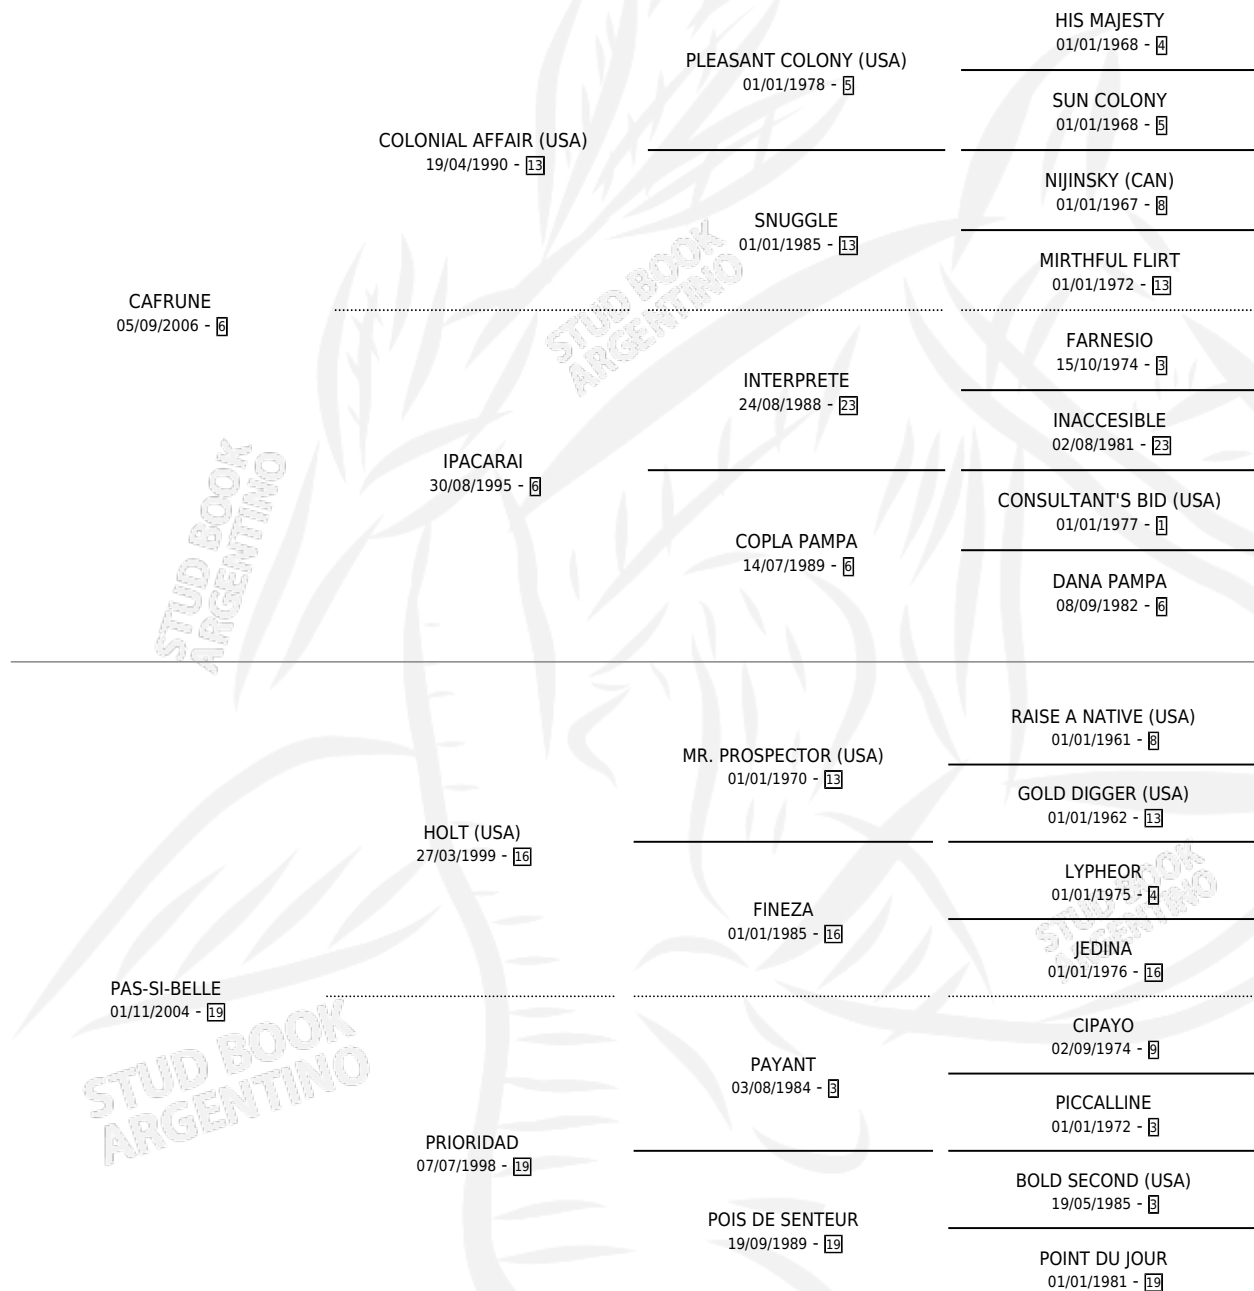 HIS MAJESTY
01/01/1968 - 4
PLEASANT COLONY (USA)
01/01/1978 - 5
SUN COLONY
01/01/1968 - 5
COLONIAL AFFAIR (USA)
19/04/1990 - 13
NIJINSKY (CAN)
01/01/1967 - 8
SNUGGLE
01/01/1985 - 13
MIRTHFUL FLIRT
01/01/1972 - 13
STUD BOOK
ARGENTINO
CAFRUNE
05/09/2006 - 6
FARNESIO
15/10/1974 - 3
INTERPRETE
24/08/1988 - 23
INACCESIBLE
02/08/1981 - 23
IPACARAI
30/08/1995 - 6
CONSULTANT'S BID (USA)
01/01/1977 - 1
COPLA PAMPA
14/07/1989 - 6
DANA PAMPA
08/09/1982 - 6
STUD BOOK
ARGENTINO
RAISE A NATIVE (USA)
01/01/1961 - 8
MR. PROSPECTOR (USA)
01/01/1970 - 13
GOLD DIGGER (USA)
01/01/1962 - 13
HOLT (USA)
27/03/1999 - 16
LYPHEOR
01/01/1975 - 4
FINEZA
01/01/1985 - 16
JEDINA
01/01/1976 - 16
STUD BOOK
ARGENTINO
PAS-SI-BELLE
01/11/2004 - 19
CIPAYO
02/09/1974 - 9
PAYANT
03/08/1984 - 3
PICCALLINE
01/01/1972 - 3
STUD BOOK
ARGENTINO
PRIORIDAD
07/07/1998 - 19
BOLD SECOND (USA)
19/05/1985 - 3
POIS DE SENTEUR
19/09/1989 - 19
POINT DU JOUR
01/01/1981 - 19